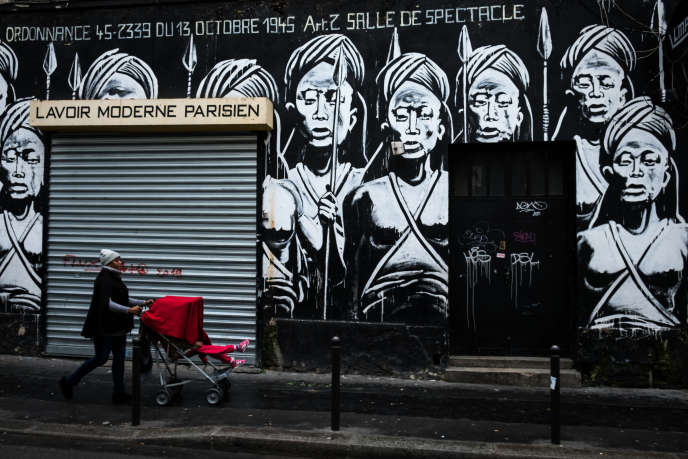 ORDONNANCE 45-2339 DU 13 OCTOBRE 1945 ART.2 SALLE DE SPECTACLE.
LAVOIR MODERNE PARISIEN